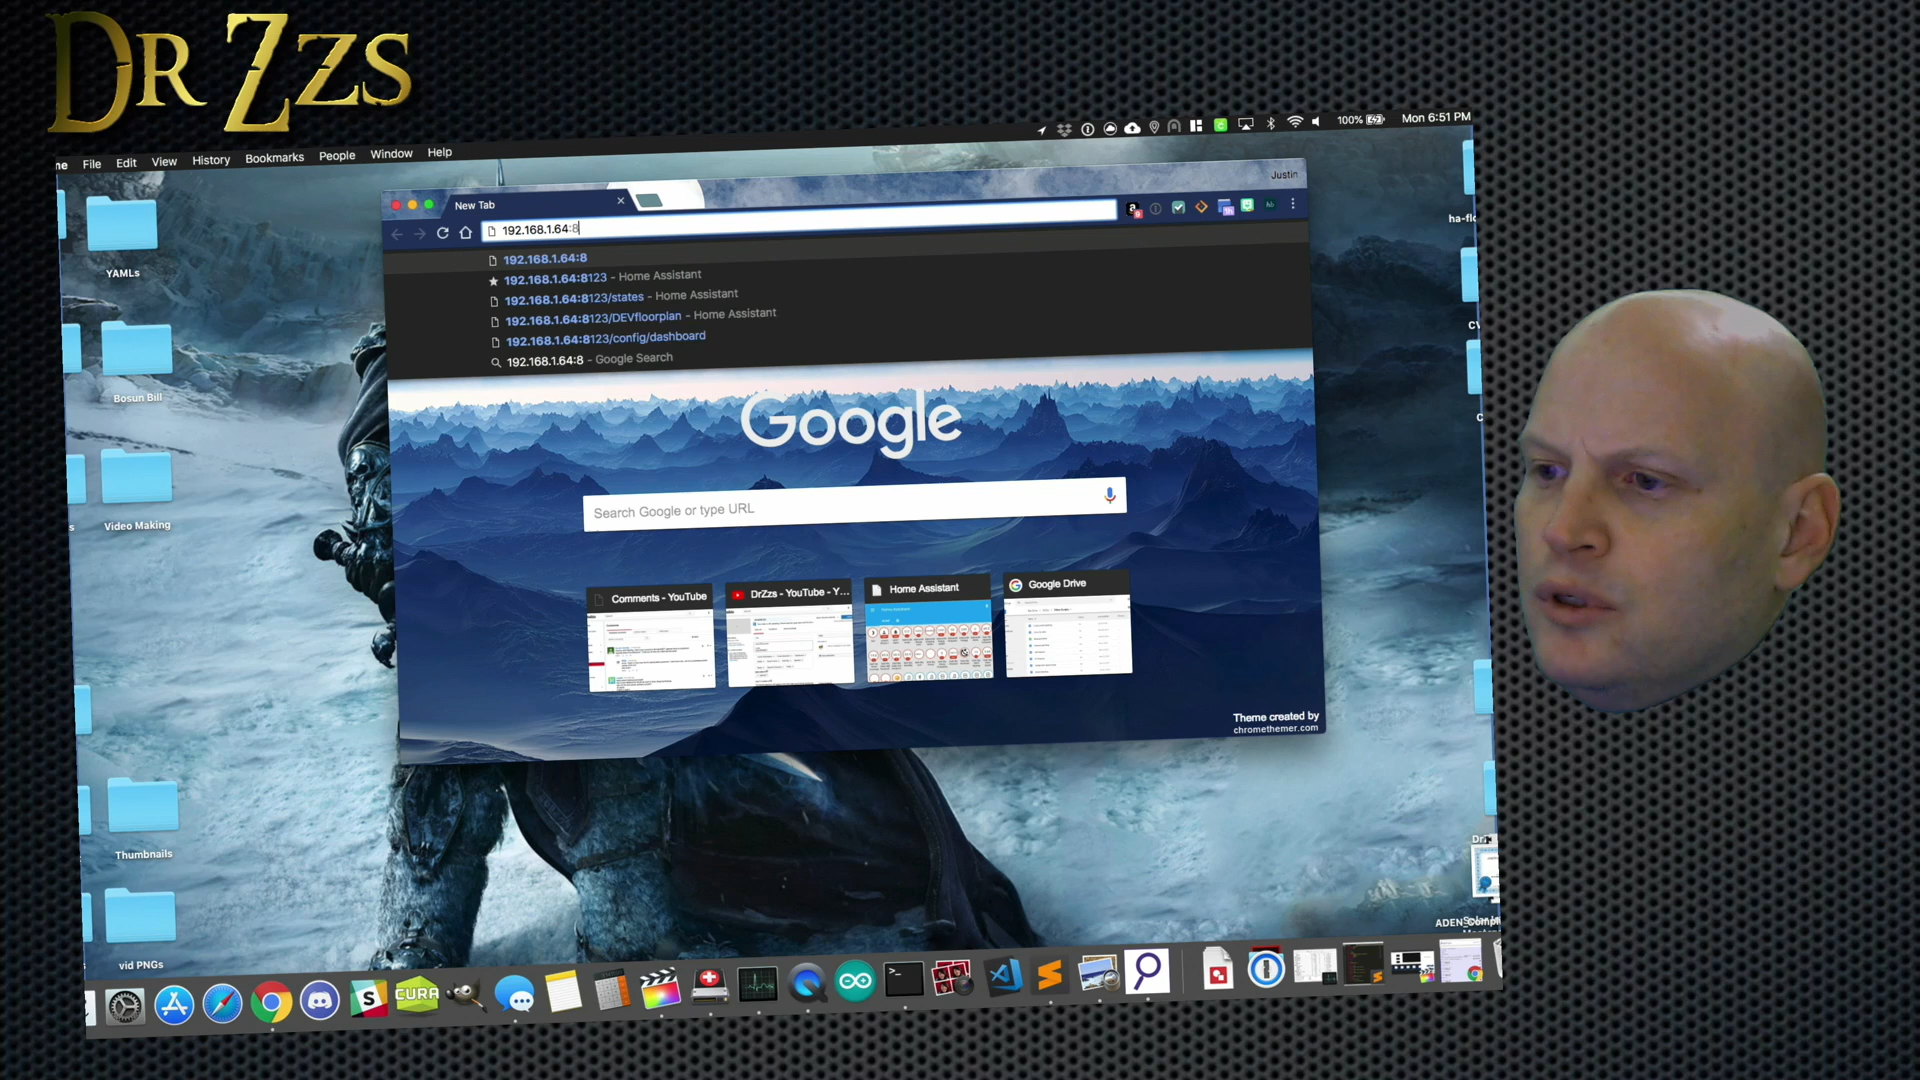 DR ZZS
me File Edit View History Bookmarks People Window Help
100% Mon 6:51 PM
New Tab
Justin
192.168.1.64:8
192.168.1.64:8
192.168.1.64:8123 - Home Assistant
192.168.1.64:8123/states - Home Assistant
192.168.1.64:8123/DEVfloorplan - Home Assistant
192.168.1.64:8123/config/dashboard
192.168.1.64:8 - Google Search
Google
Search Google or type URL
Comments - YouTube
DrZzs - YouTube - Y...
Home Assistant
Google Drive
Theme created by
chromethemer.com
YAMLs
Bosun Bill
Video Making
s
Thumbnails
vid PNGs
ha-flo
CV
C
CURA
S